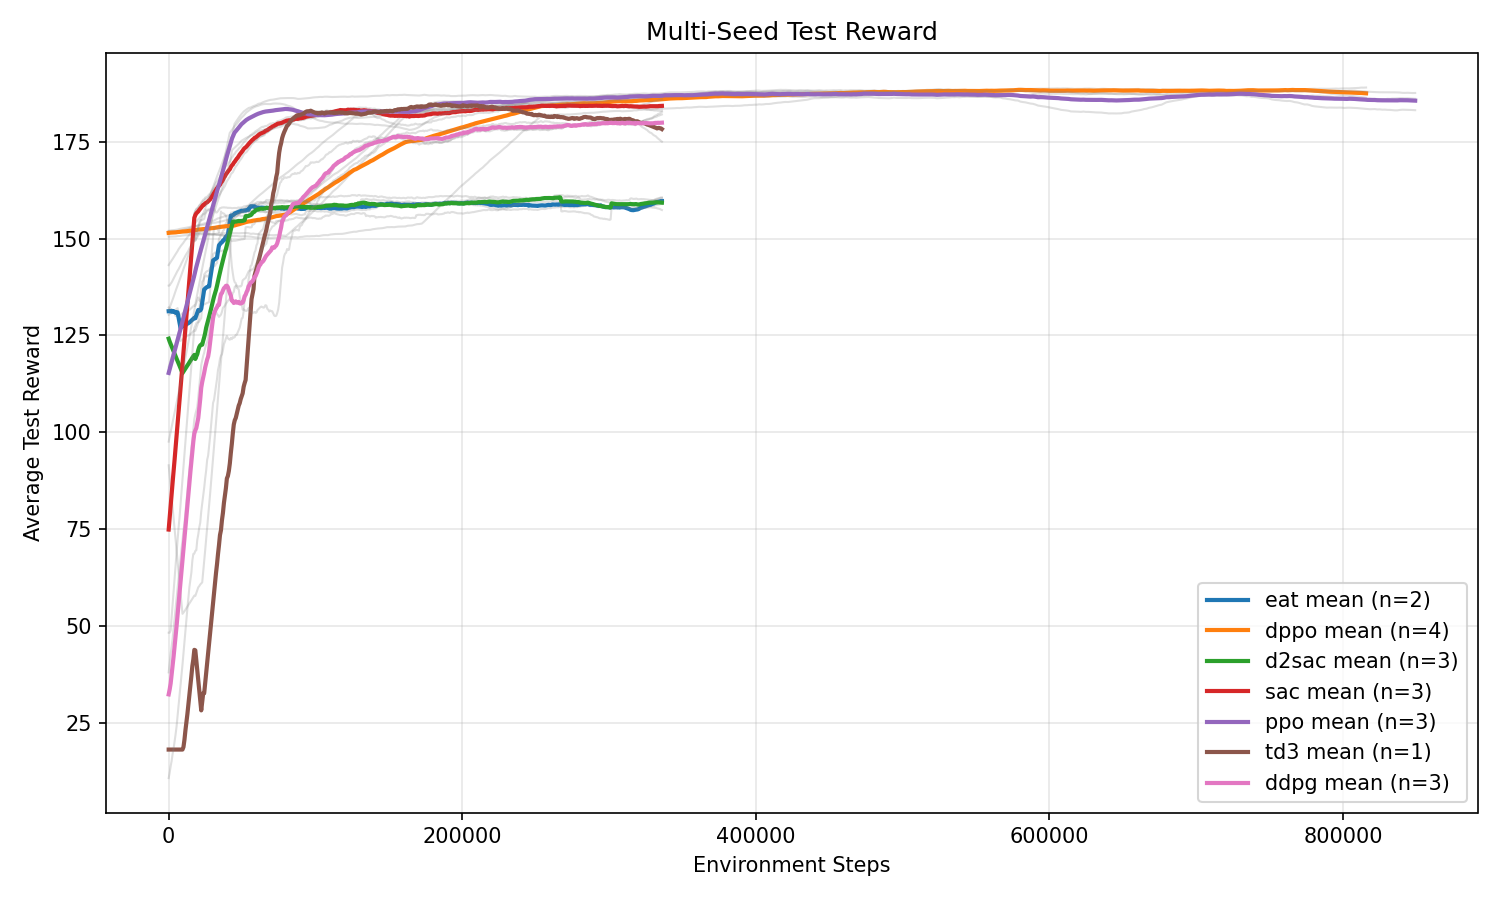 Multi-Seed Test Reward
Average Test Reward
175
150
125
100
75
50
25
0
200000
400000
600000
800000
Environment Steps
eat mean (n=2)
dppo mean (n=4)
d2sac mean (n=3)
sac mean (n=3)
ppo mean (n=3)
td3 mean (n=1)
ddpg mean (n=3)